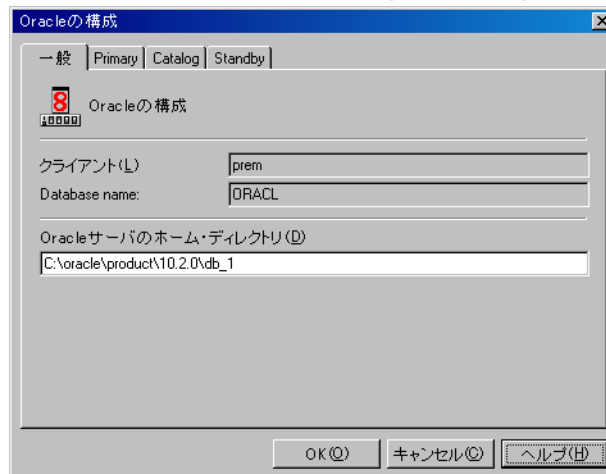 Oracleの構成
一般 Primary Catalog Standby
8
Oracleの構成
クライアント(L) prem
Database name: ORACL
Oracleサーバのホーム・ディレクトリ(D)
C:\oracle\product\10.2.0\db_1
OK(O) キャンセル(C) ヘルプ(H)